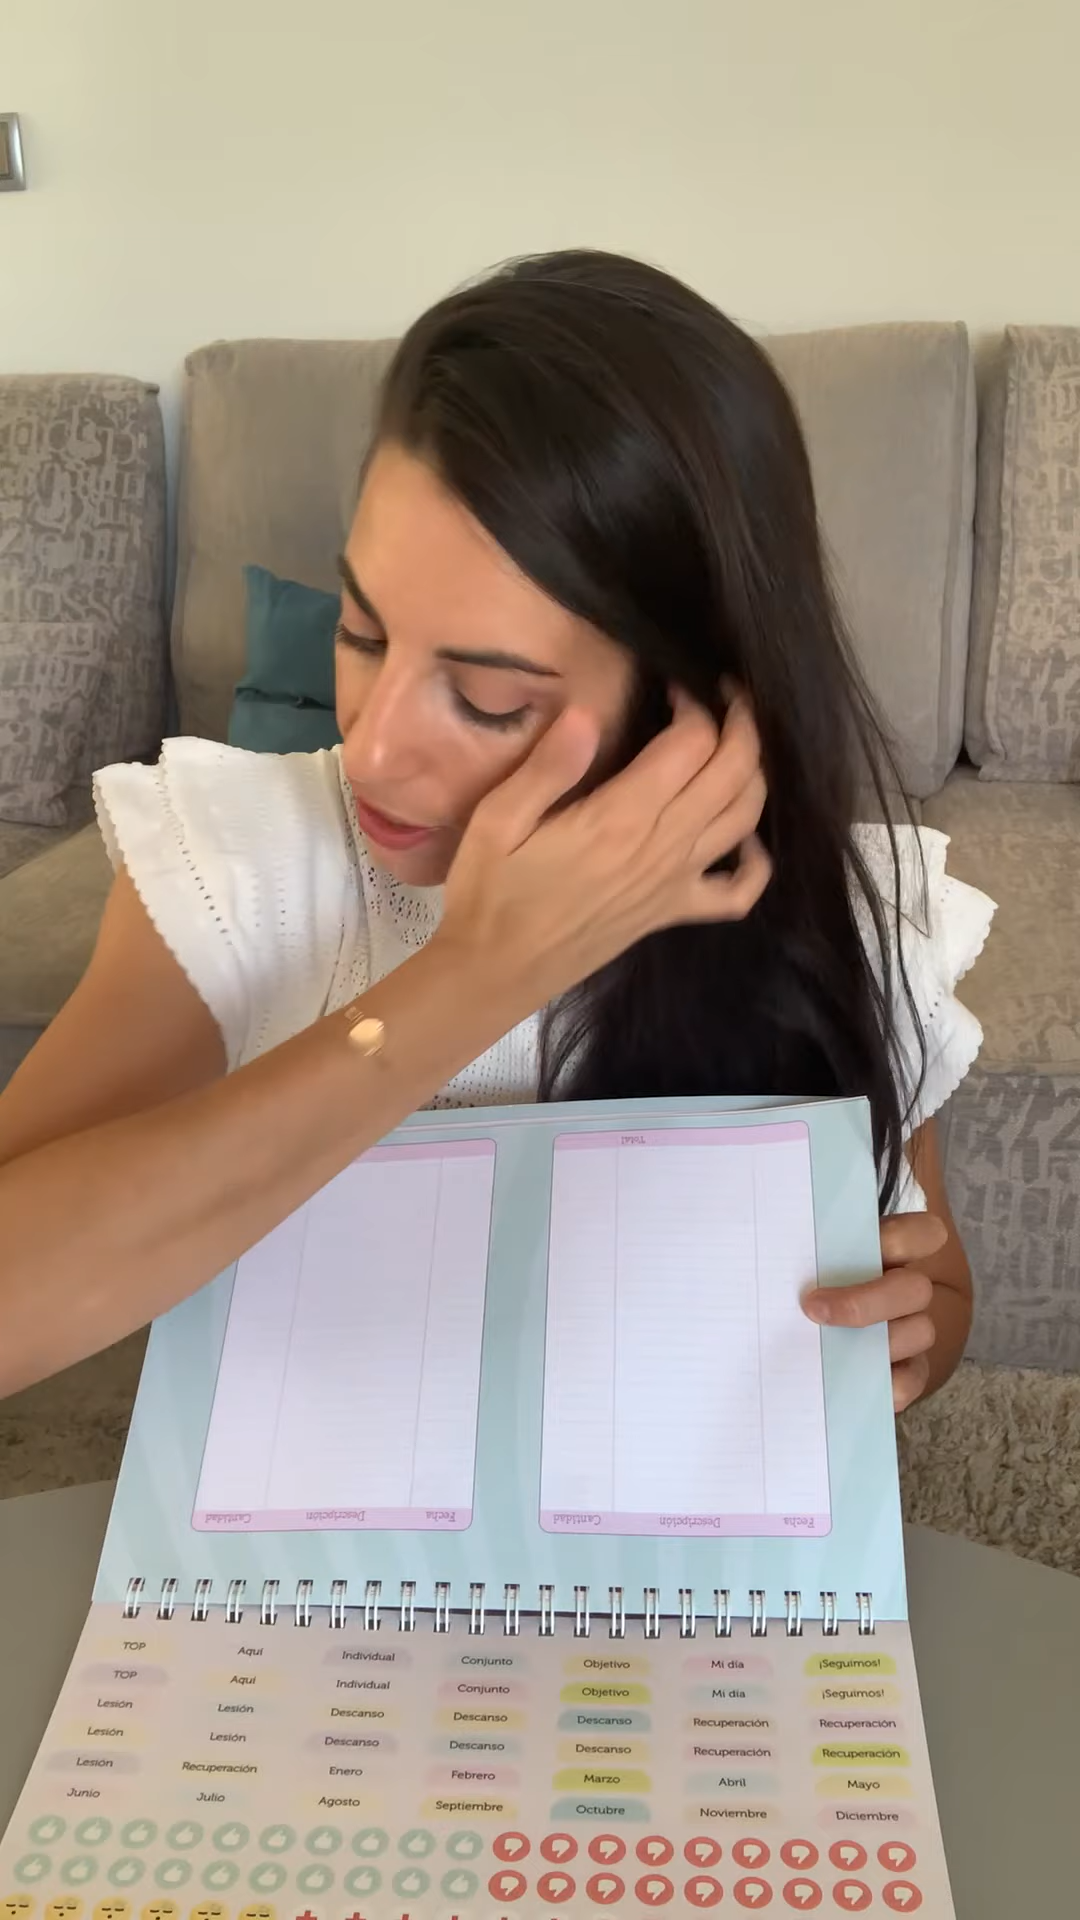 Total
Cantidad Descripción Fecha
Cantidad Descripción Fecha
TOP Aquí Individual Conjunto Objetivo Mi día ¡Seguimos!
TOP Aquí Individual Conjunto Objetivo Mi día ¡Seguimos!
Lesión Lesión Descanso Descanso Descanso Recuperación Recuperación
Lesión Lesión Descanso Descanso Descanso Recuperación Recuperación
Lesión Recuperación Enero Febrero Marzo Abril Mayo
Junio Julio Agosto Septiembre Octubre Noviembre Diciembre